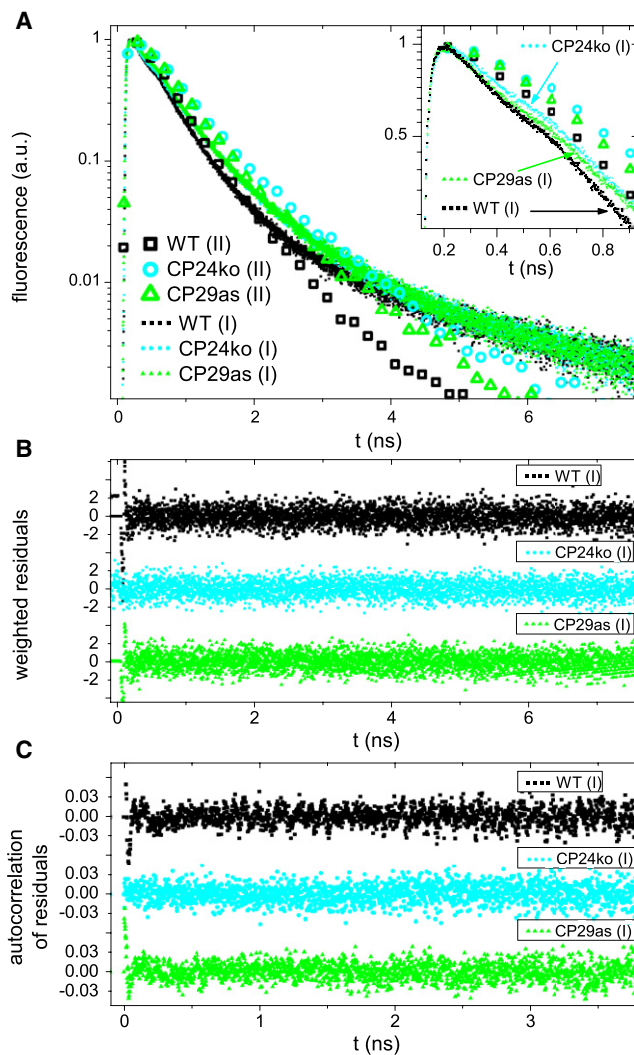 A
fluorescence (a.u.)
1
0.1
0.01
0 2 4 6
t (ns)
WT (II)
CP24ko (II)
CP29as (II)
WT (I)
CP24ko (I)
CP29as (I)
1
0.5
0.2 0.4 0.6 0.8
t (ns)
CP24ko (I)
CP29as (I)
WT (I)
B
weighted residuals
2
0
-2
2
0
-2
2
0
-2
WT (I)
CP24ko (I)
CP29as (I)
0 2 4 6
t (ns)
C
autocorrelation
of residuals
0.03
0.00
-0.03
0.03
0.00
-0.03
0.03
0.00
-0.03
WT (I)
CP24ko (I)
CP29as (I)
0 1 2 3
t (ns)